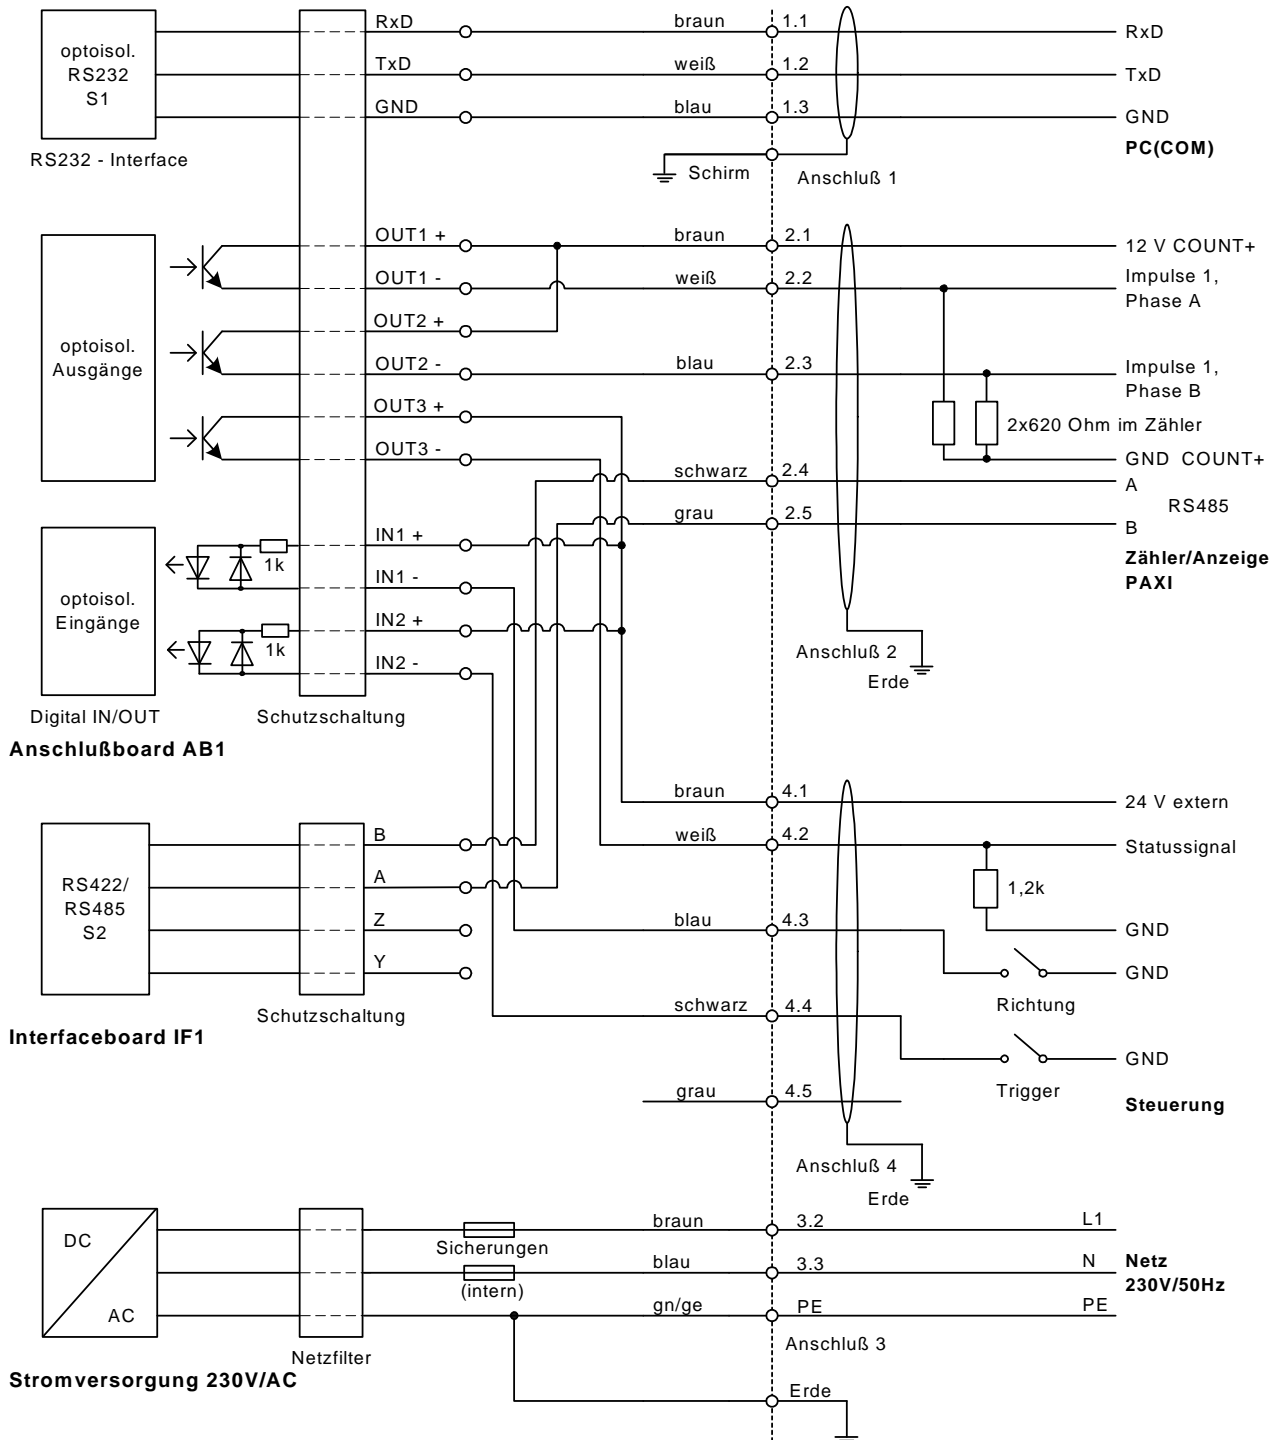 RxD braun 1.1 RxD
optoisol.
RS232
S1
TxD weiß 1.2 TxD
GND blau 1.3 GND
PC(COM)
RS232 - Interface
Schirm Anschluß 1
OUT1 + braun 2.1 12 V COUNT+
OUT1 - weiß 2.2 Impulse 1,
Phase A
OUT2 +
optoisol.
Ausgänge
OUT2 - blau 2.3 Impulse 1,
Phase B
OUT3 +
2x620 Ohm im Zähler
OUT3 -
GND COUNT+
schwarz 2.4 A
RS485
grau 2.5 B
IN1 +
1k
Zähler/Anzeige
PAXI
IN1 -
optoisol.
Eingänge
IN2 +
1k
IN2 -
Anschluß 2
Erde
Digital IN/OUT Schutzschaltung
Anschlußboard AB1
braun 4.1 24 V extern
B weiß 4.2 Statussignal
RS422/
RS485
S2
A
1,2k
Z blau 4.3 GND
Y GND
Richtung
Schutzschaltung schwarz 4.4
Interfaceboard IF1
GND
Trigger
grau 4.5
Steuerung
Anschluß 4
Erde
braun 3.2 L1
DC
Sicherungen
blau 3.3 N Netz
230V/50Hz
(intern)
AC
gn/ge PE PE
Anschluß 3
Netzfilter
Stromversorgung 230V/AC
Erde